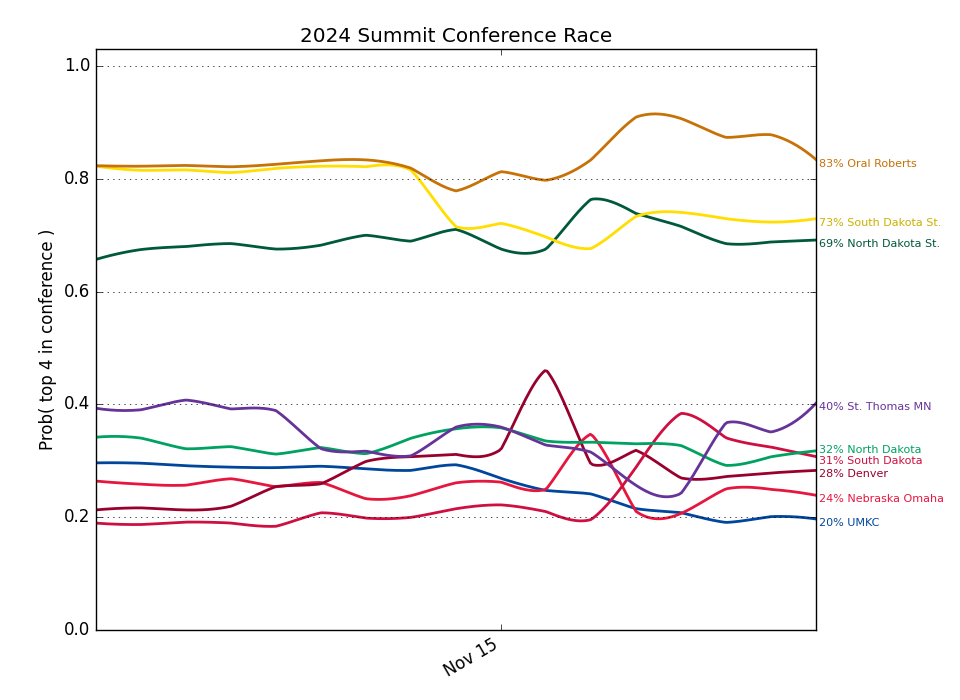 2024 Summit Conference Race
1.0
0.8
0.6
0.4
0.2
0.0
Prob( top 4 in conference )
Nov 15
83% Oral Roberts
73% South Dakota St.
69% North Dakota St.
40% St. Thomas MN
32% North Dakota
31% South Dakota
28% Denver
24% Nebraska Omaha
20% UMKC